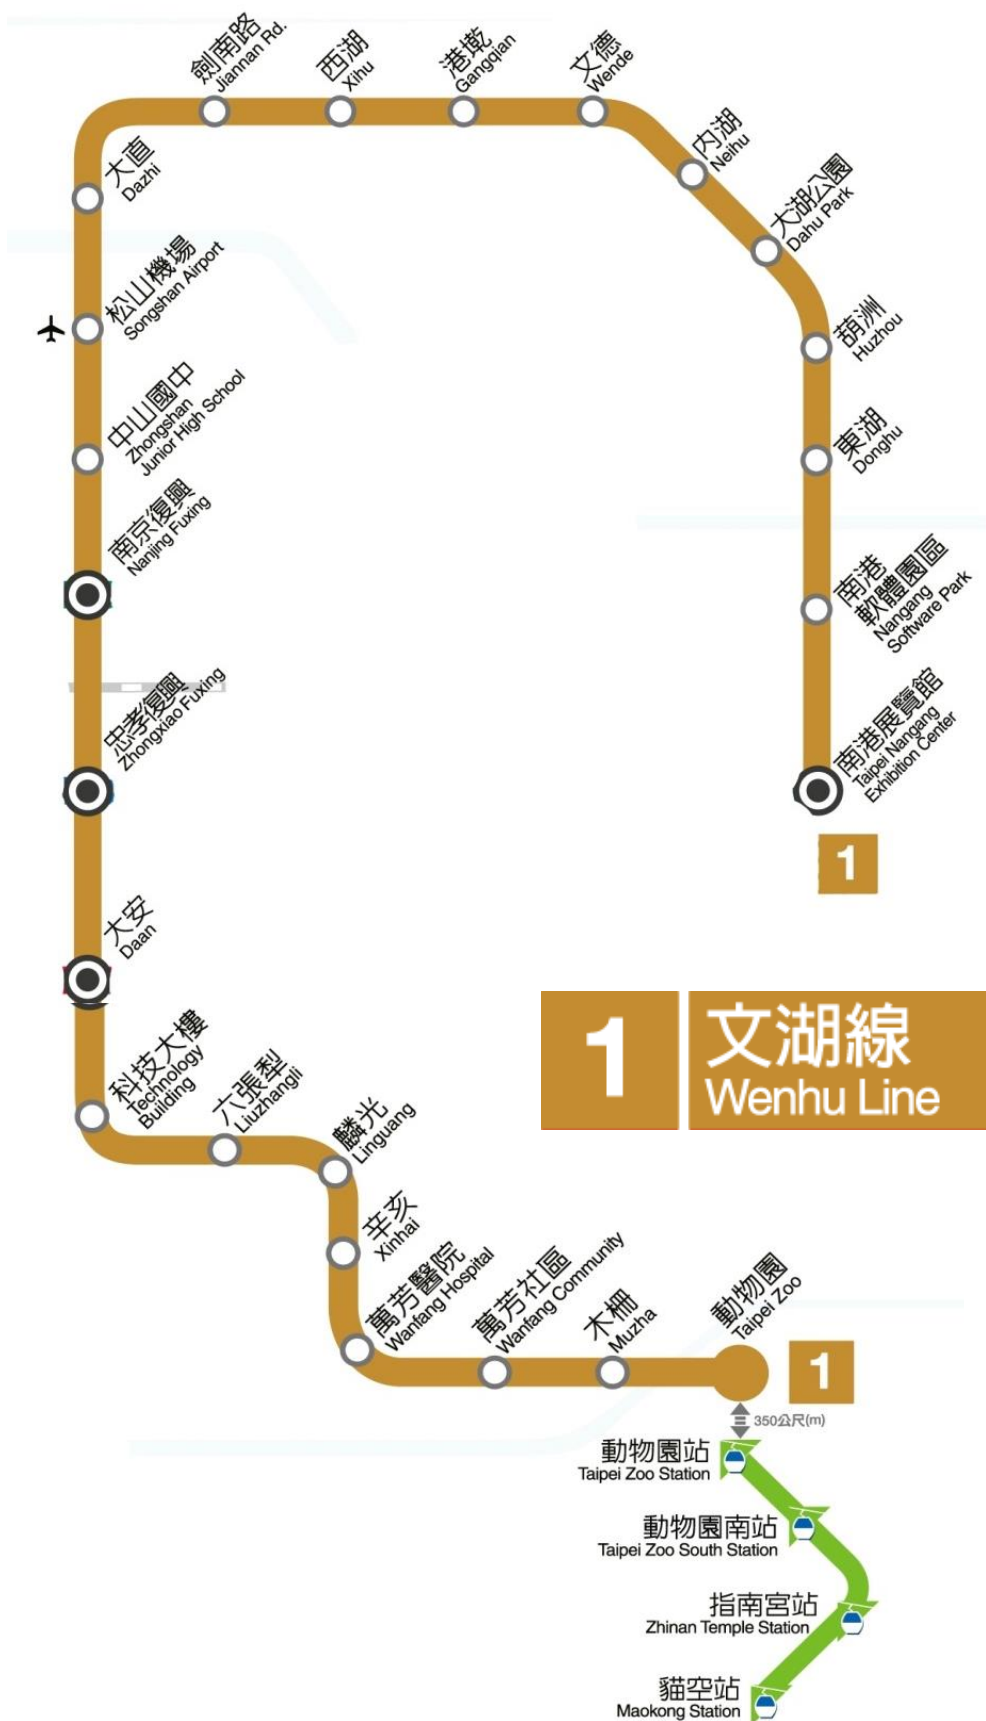 劍南路
Jiannan Rd.
西湖
Xihu
港墘
Gangqian
文德
Wende
內湖
Neihu
大湖公園
Dahu Park
葫洲
Huzhou
東湖
Donghu
南港
軟體園區
Nangang
Software Park
南港展覽館
Taipei Nangang
Exhibition Center
1
大直
Dazhi
松山機場
Songshan Airport
中山國中
Zhongshan
Junior High School
南京復興
Nanjing Fuxing
忠孝復興
Zhongxiao Fuxing
大安
Daan
科技大樓
Technology
Building
六張犁
Liuzhangli
麟光
Linguang
辛亥
Xinhai
萬芳醫院
Wanfang Hospital
萬芳社區
Wanfang Community
木柵
Muzha
動物園
Taipei Zoo
1
1
文湖線
Wenhu Line
350公尺(m)
動物園站
Taipei Zoo Station
動物園南站
Taipei Zoo South Station
指南宮站
Zhinan Temple Station
貓空站
Maokong Station